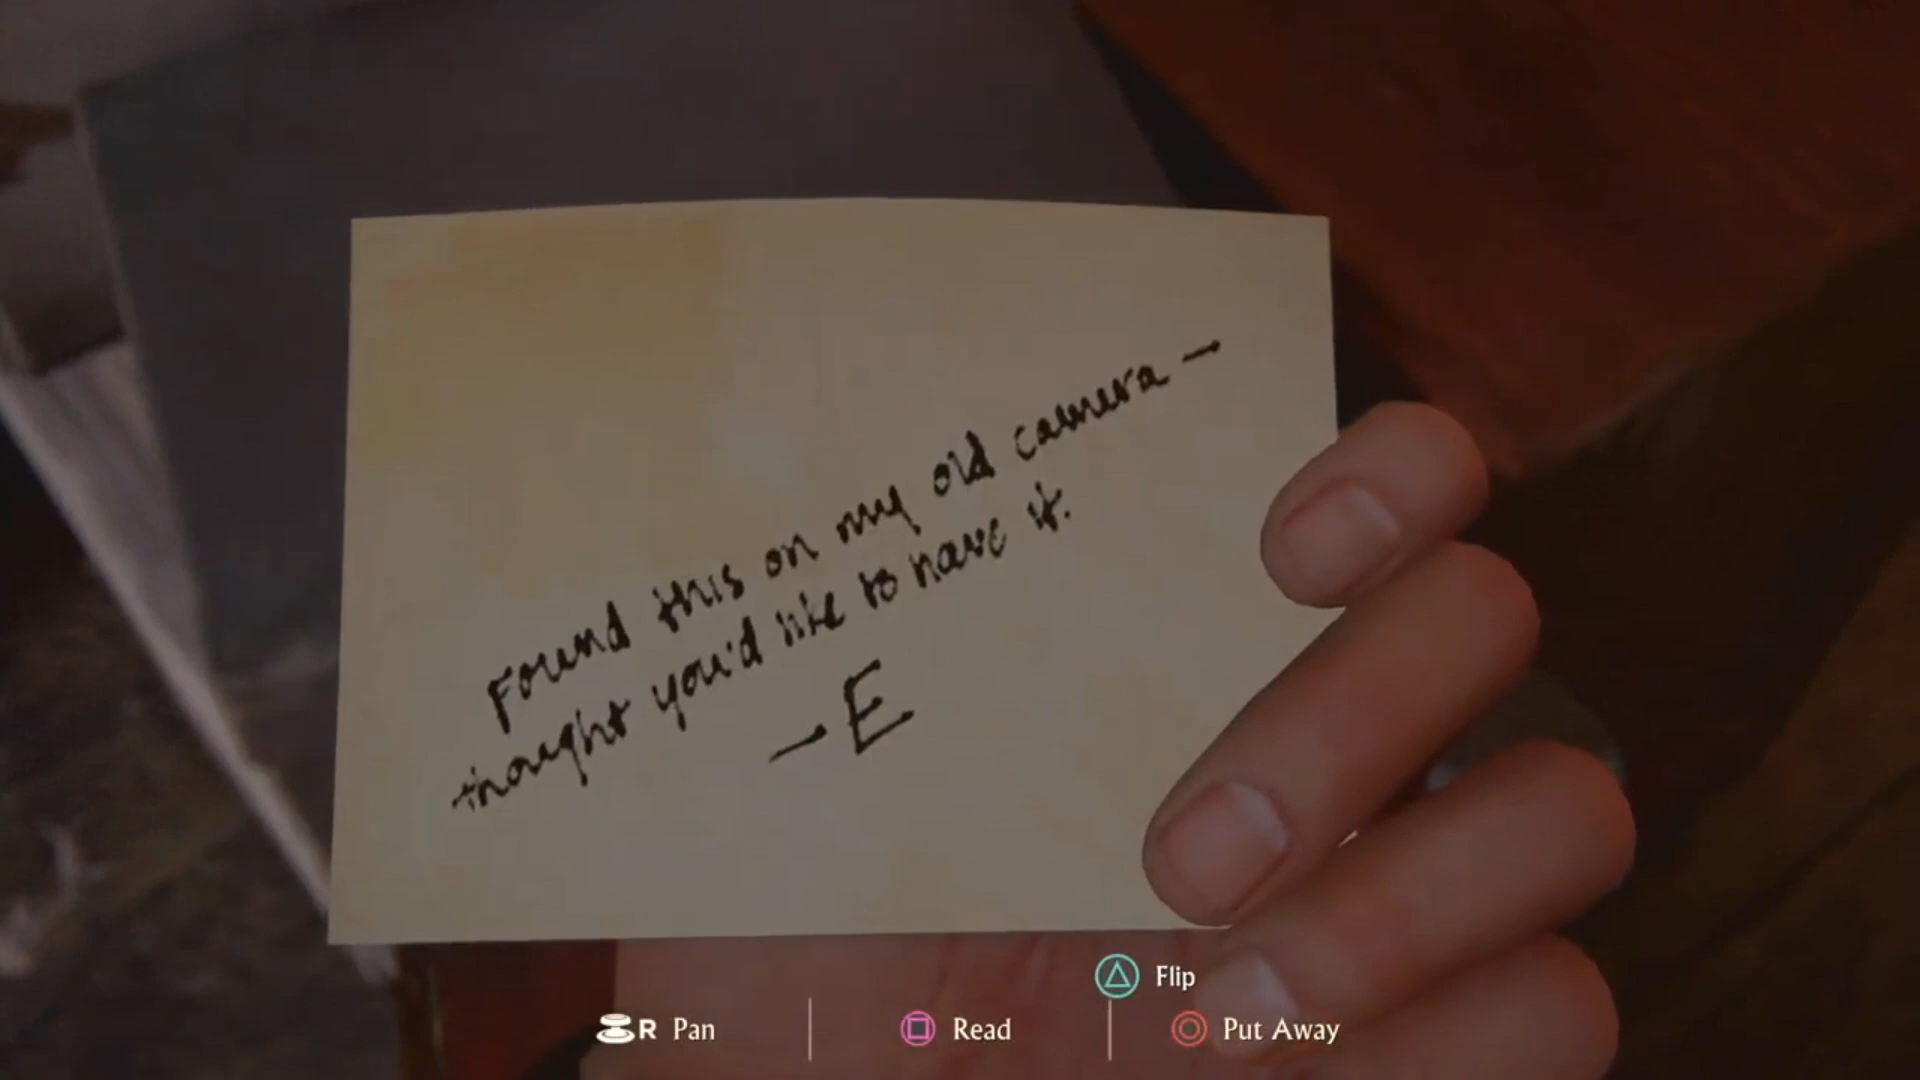 Found this on my old camera –
thought you'd like to have it.
– E
Flip
R Pan
Read
Put Away